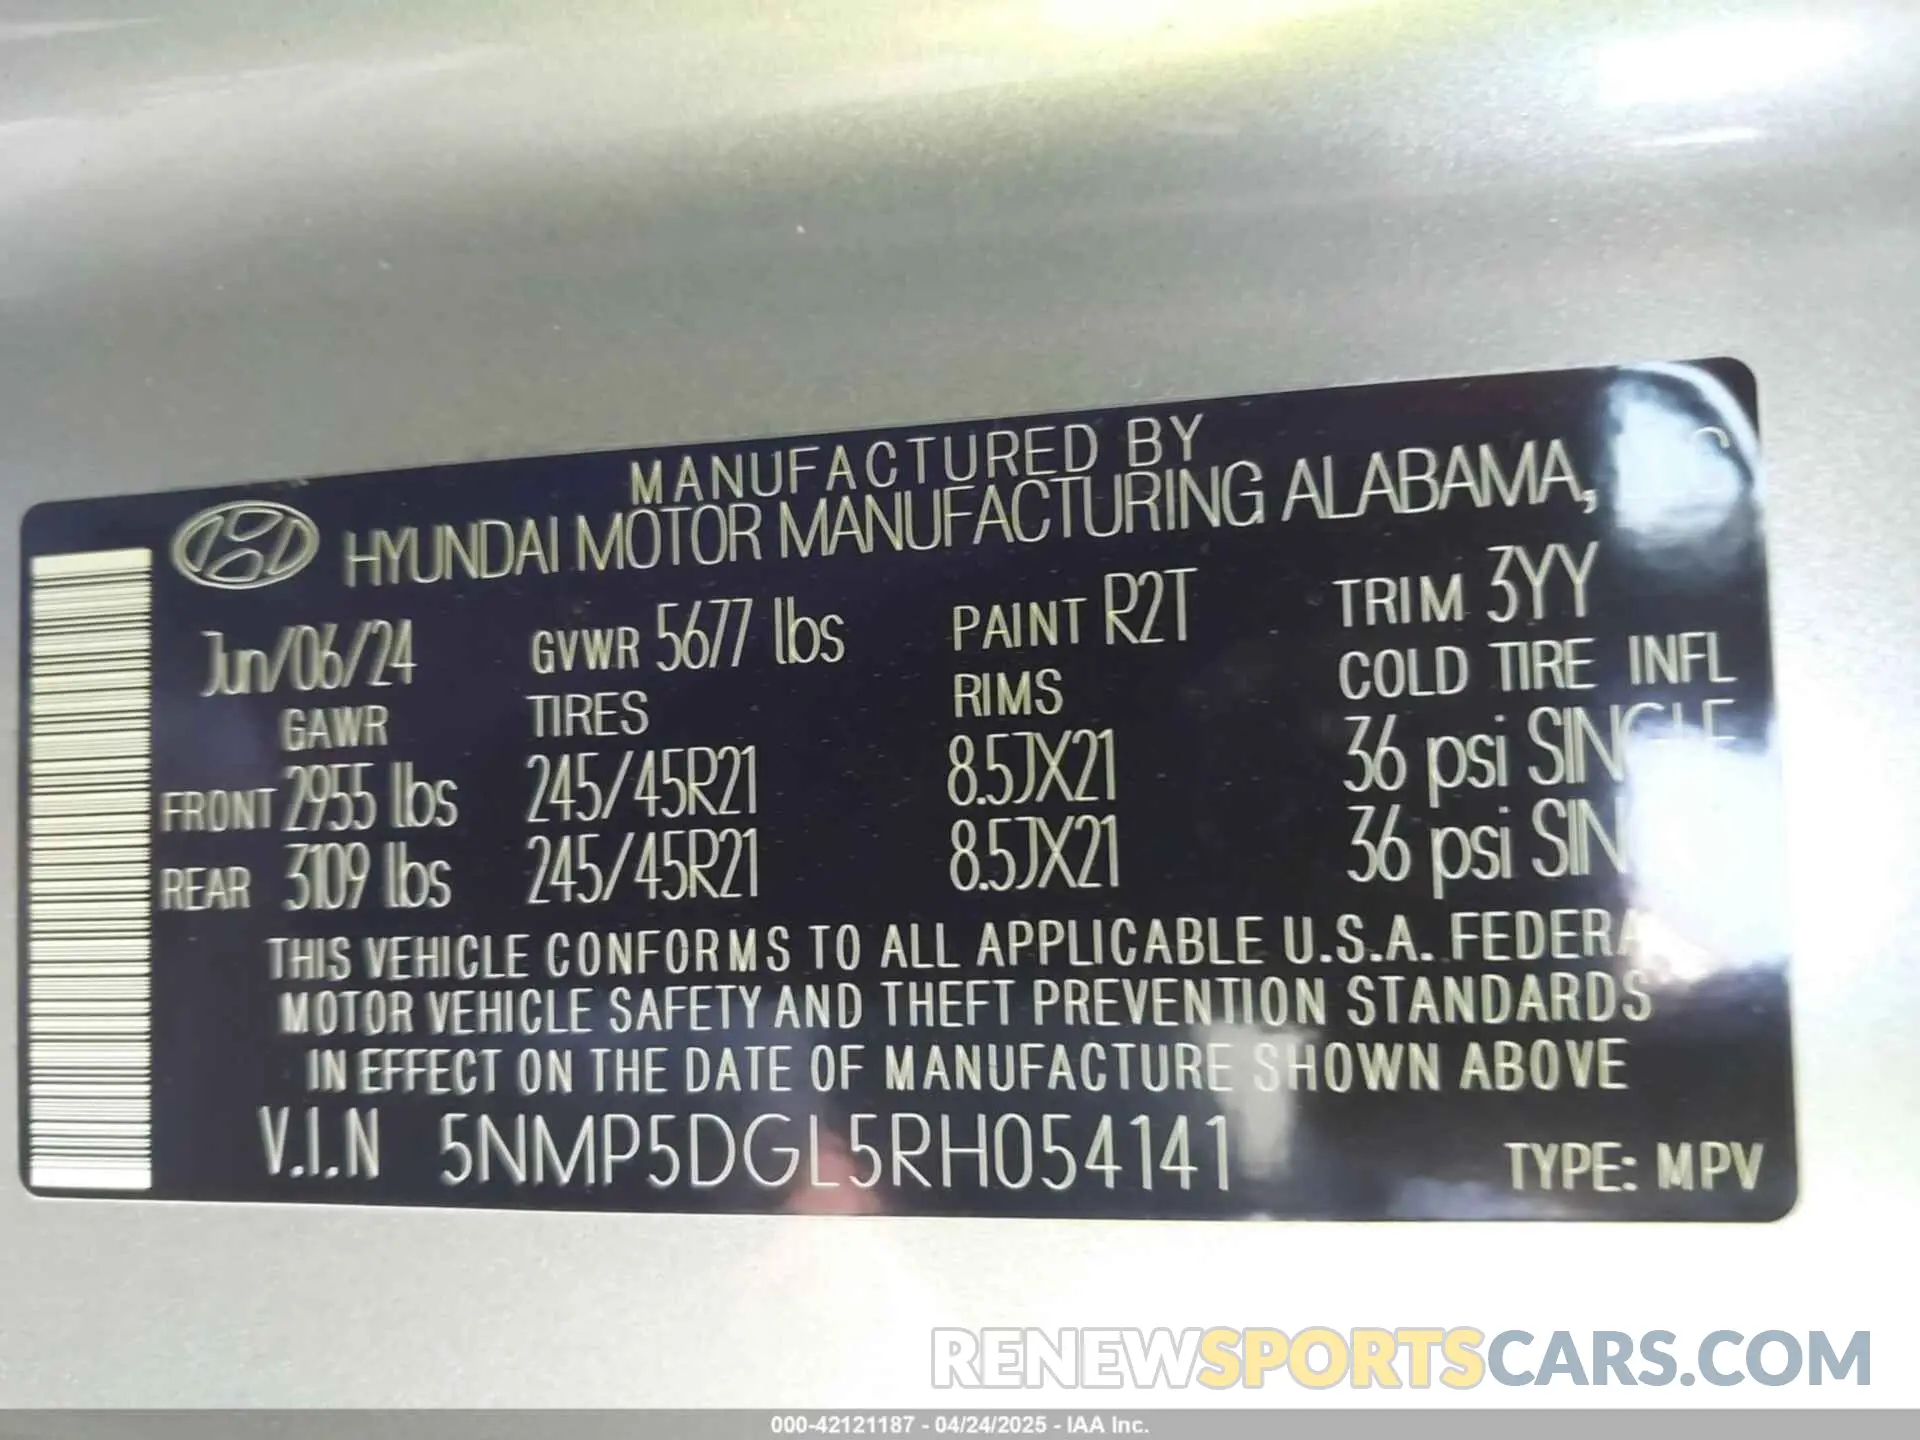 MANUFACTURED BY
HYUNDAI MOTOR MANUFACTURING ALABAMA,
Jun/06/24 GVWR 5677 lbs PAINT R2T TRIM 3YY
GAWR TIRES RIMS COLD TIRE INFL
FRONT 2955 lbs 245/45R21 8.5JX21 36 psi SINGLE
REAR 3109 lbs 245/45R21 8.5JX21 36 psi
THIS VEHICLE CONFORMS TO ALL APPLICABLE U.S.A. FEDERA
MOTOR VEHICLE SAFETY AND THEFT PREVENTION STANDARDS
IN EFFECT ON THE DATE OF MANUFACTURE SHOWN ABOVE
V.I.N 5NMP5DGL5RH054141 TYPE: MPV
RENEWSPORTSCARS.COM
000-42121187 - 04/24/2025 - IAA Inc.